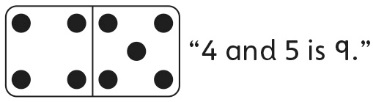 “4 and 5 is 9.”